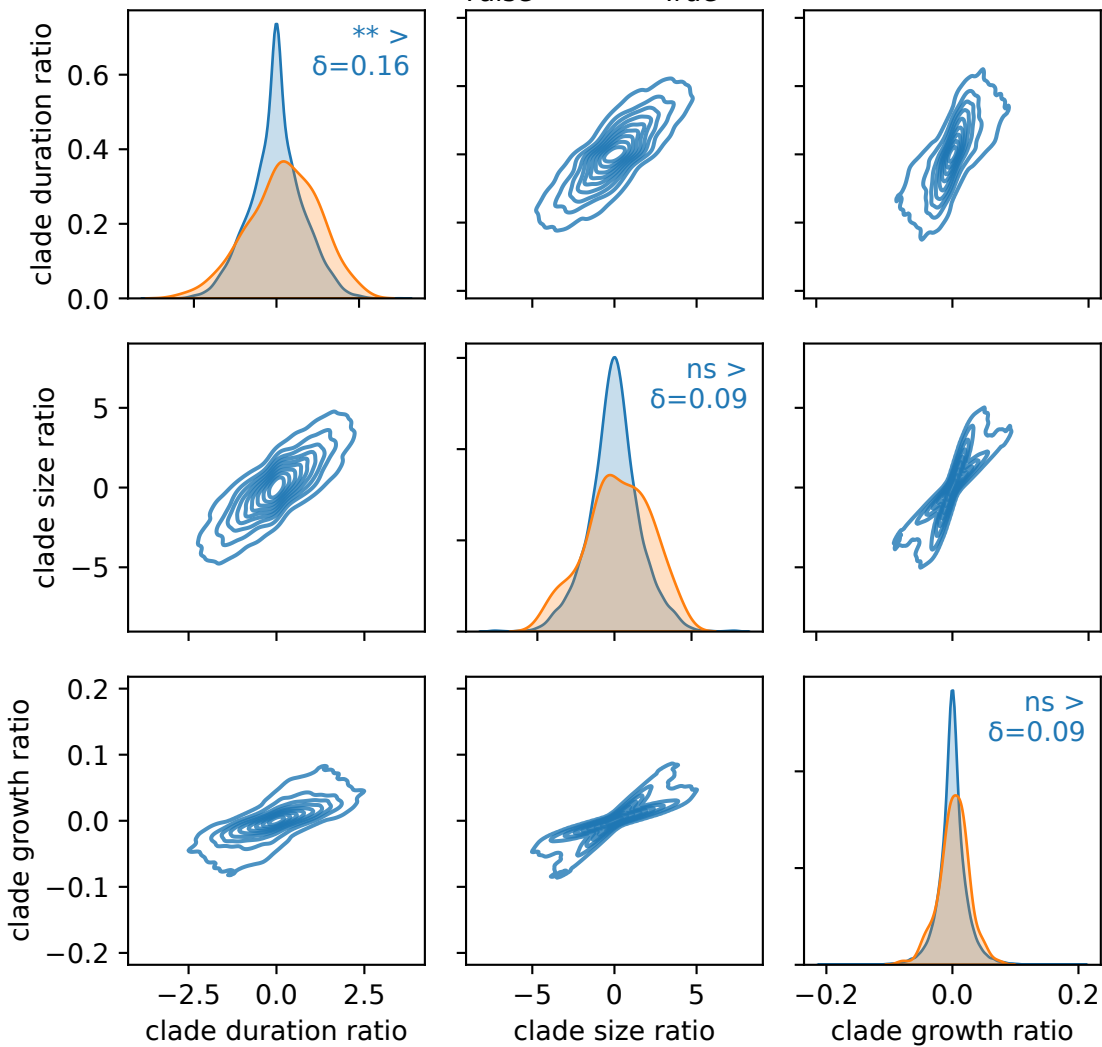 0.6
0.4
0.2
0.0
clade duration ratio
** >
δ=0.16
5
0
−5
clade size ratio
ns >
δ=0.09
0.2
0.1
0.0
−0.1
−0.2
clade growth ratio
ns >
δ=0.09
−2.5 0.0 2.5
clade duration ratio
−5 0 5
clade size ratio
−0.2 0.0 0.2
clade growth ratio